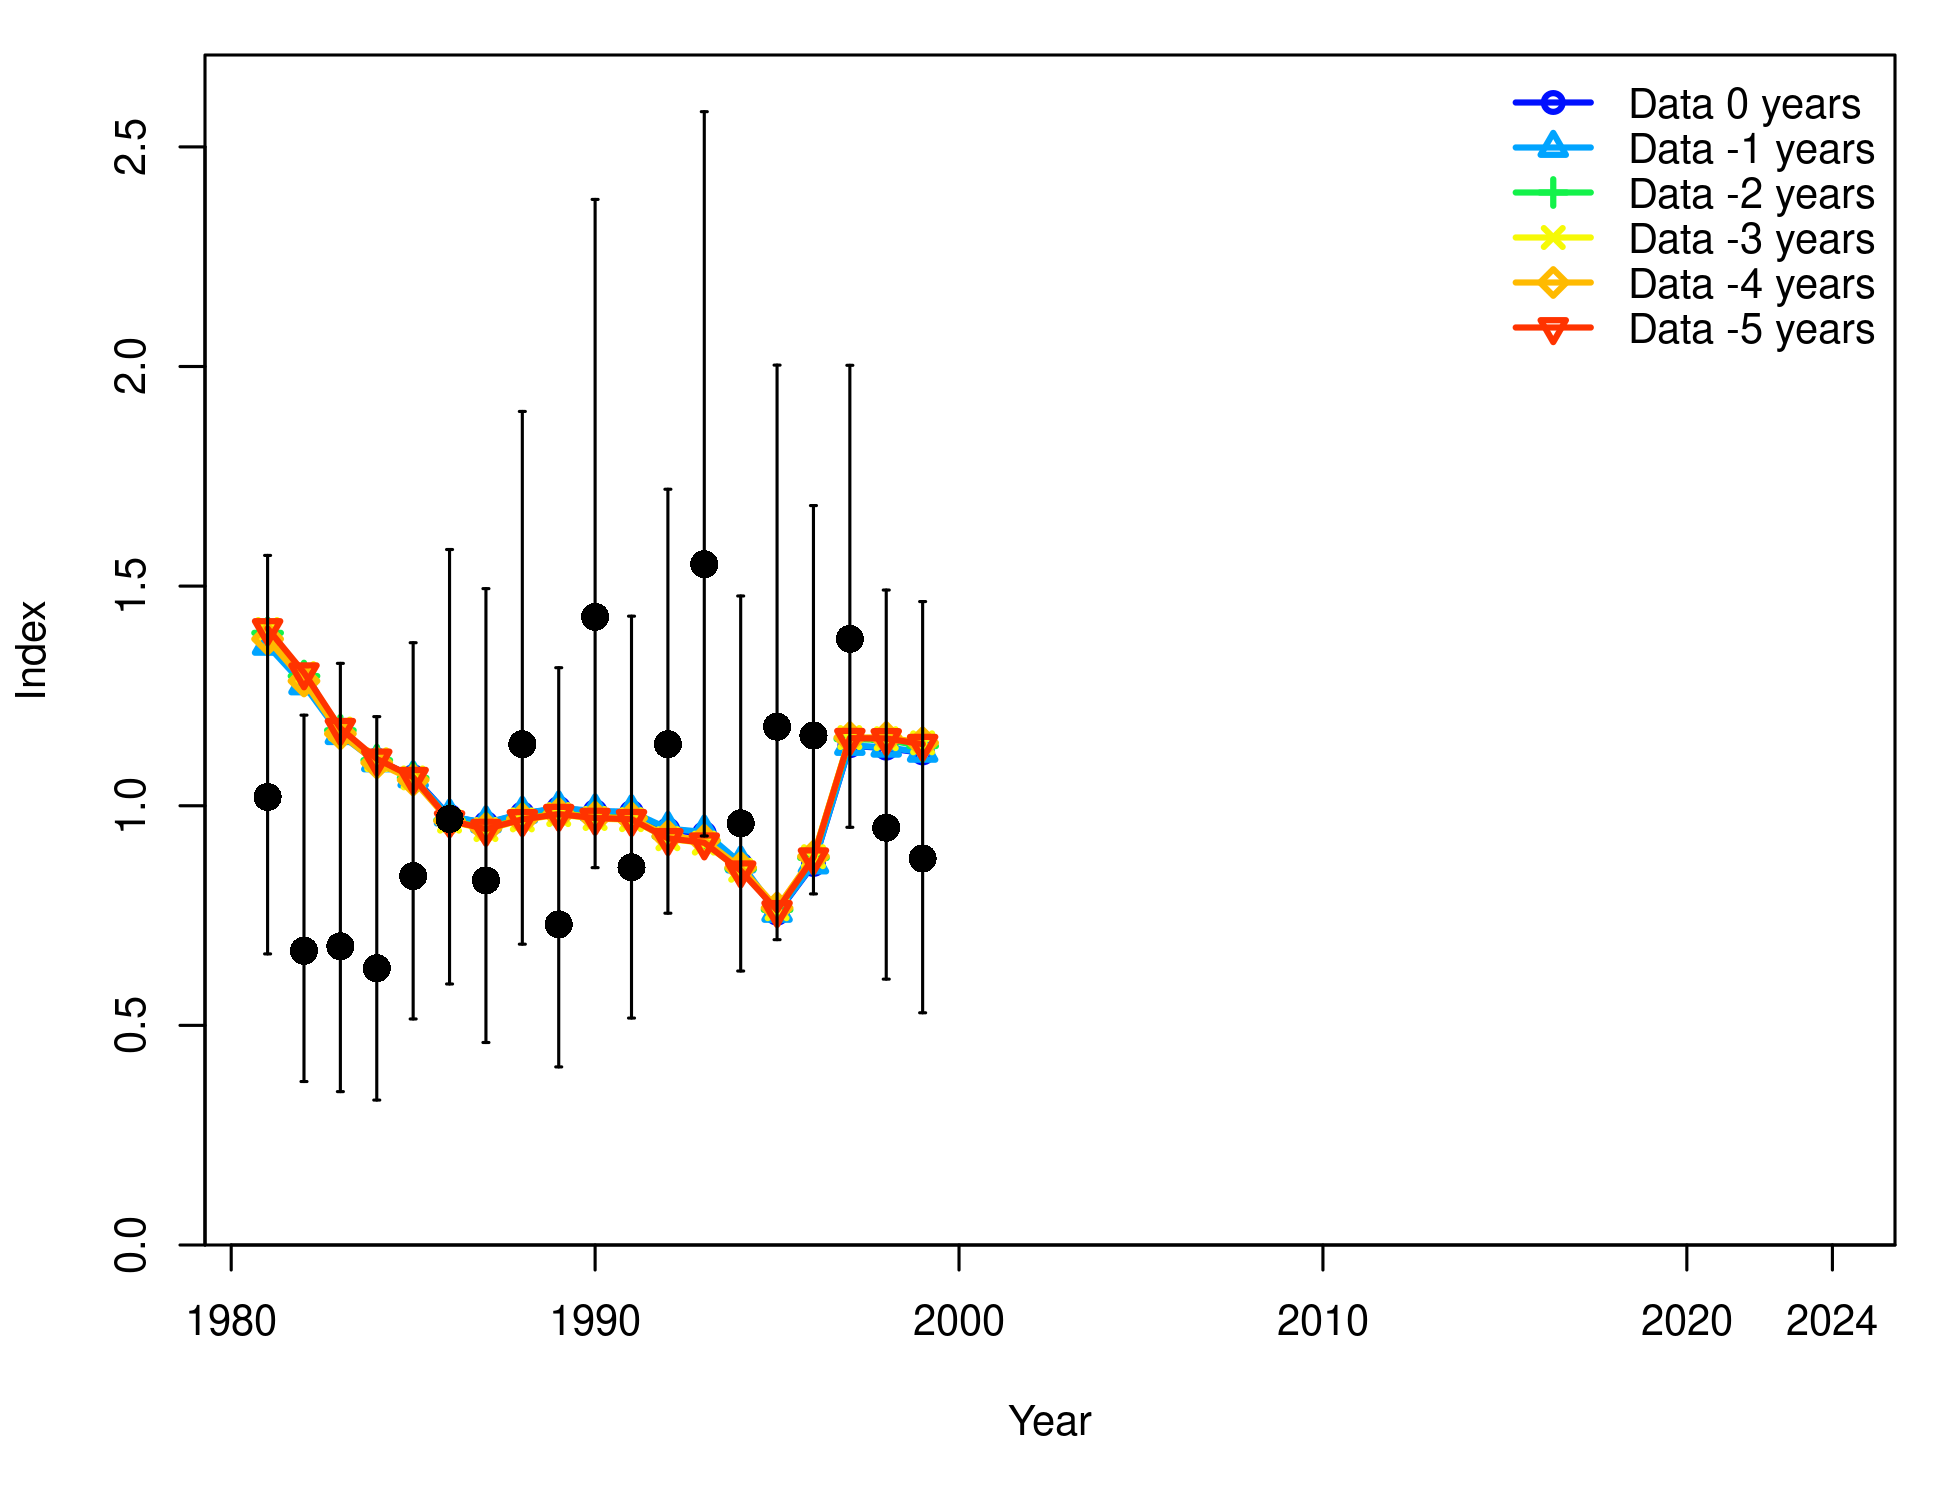 Data 0 years
Data -1 years
Data -2 years
Data -3 years
Data -4 years
Data -5 years
2.5
2.0
1.5
1.0
0.5
0.0
Index
1980 1990 2000 2010 2020 2024
Year